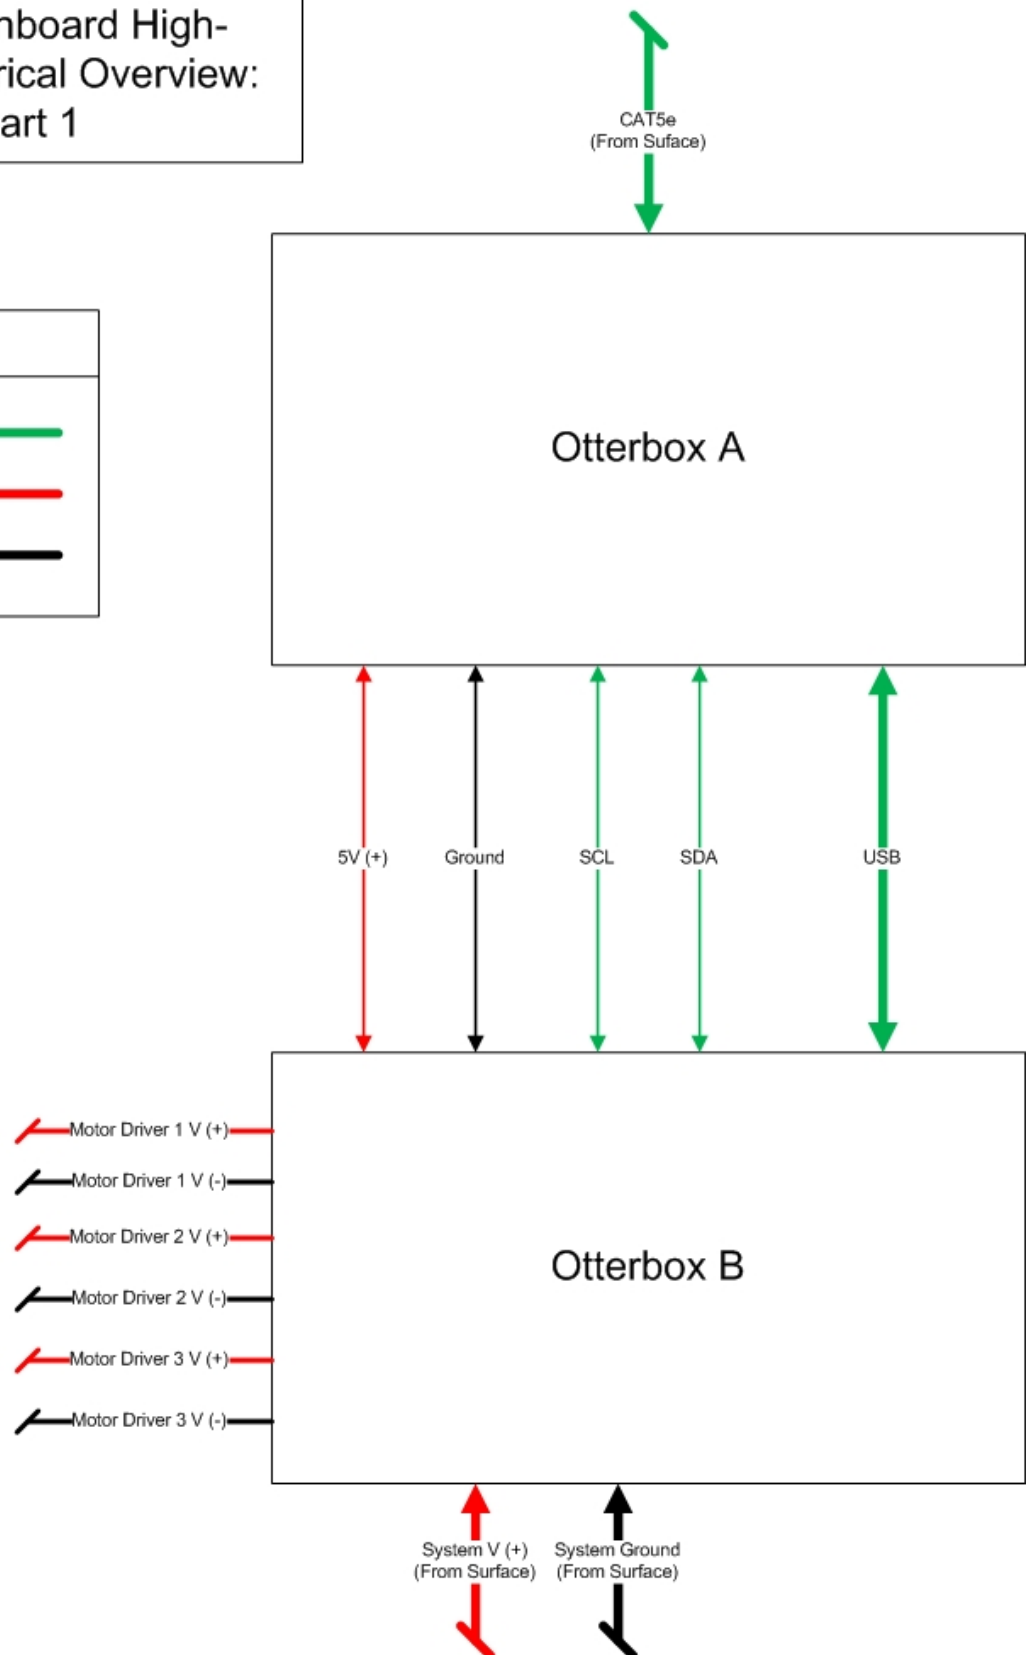 nboard High-
rical Overview:
art 1
CAT5e
(From Suface)
Otterbox A
5V (+)
Ground
SCL
SDA
USB
Motor Driver 1 V (+)
Motor Driver 1 V (-)
Motor Driver 2 V (+)
Motor Driver 2 V (-)
Motor Driver 3 V (+)
Motor Driver 3 V (-)
Otterbox B
System V (+)
(From Surface)
System Ground
(From Surface)